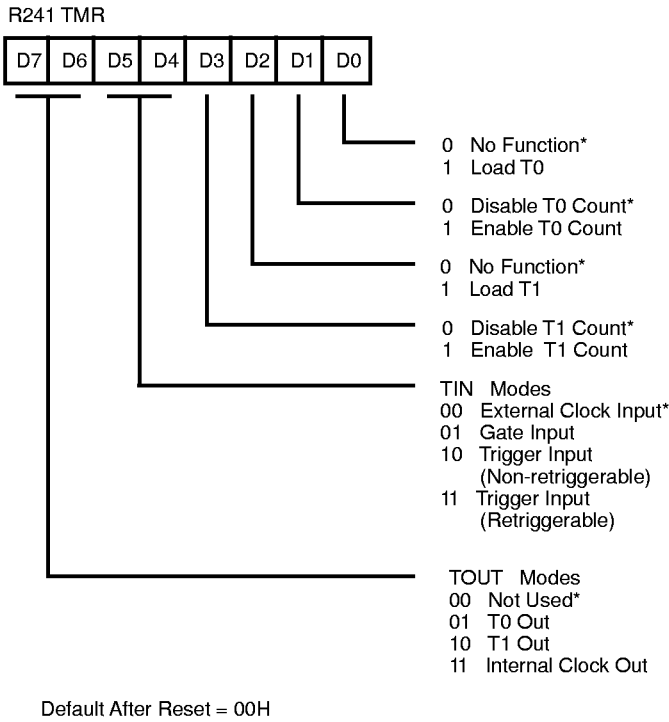 R241 TMR
D7 D6 D5 D4 D3 D2 D1 D0
0 No Function*
1 Load T0
0 Disable T0 Count*
1 Enable T0 Count
0 No Function*
1 Load T1
0 Disable T1 Count*
1 Enable T1 Count
TIN Modes
00 External Clock Input*
01 Gate Input
10 Trigger Input
(Non-retriggerable)
11 Trigger Input
(Retriggerable)
TOUT Modes
00 Not Used*
01 T0 Out
10 T1 Out
11 Internal Clock Out
Default After Reset = 00H